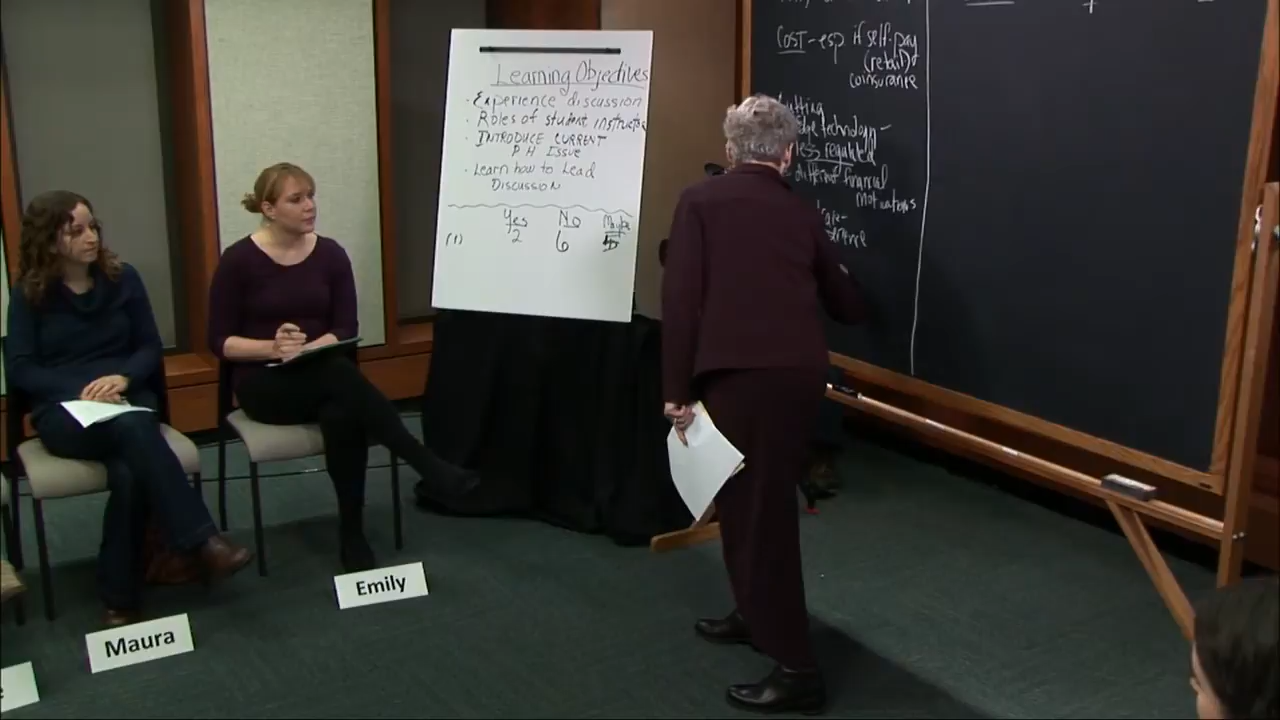 Learning Objectives
· Experience discussion
· Roles of student instructor
· INTRODUCE CURRENT
P H ISSUE
· Learn how to Lead
DISCUSSION
Yes No Maybe
(1) 2 6
COST - esp. if self-pay
(retail)
coinsurance
technology -
less regulated
different financial
motivations
Maura
Emily
e